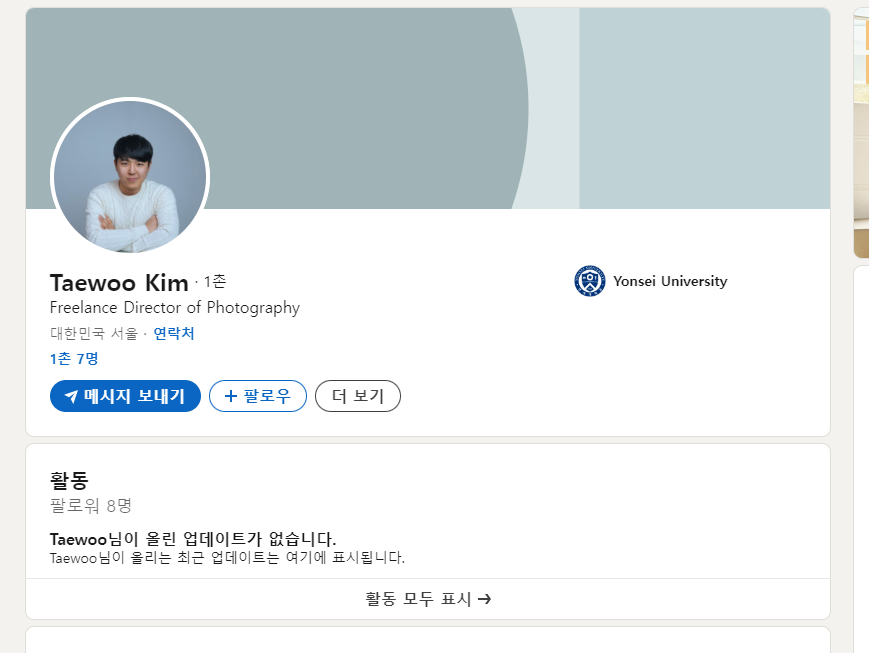 Taewoo Kim · 1촌
Yonsei University
Freelance Director of Photography
대한민국 서울 · 연락처
1촌 7명
메시지 보내기
+ 팔로우
더 보기
활동
팔로워 8명
Taewoo님이 올린 업데이트가 없습니다.
Taewoo님이 올리는 최근 업데이트는 여기에 표시됩니다.
활동 모두 표시 →